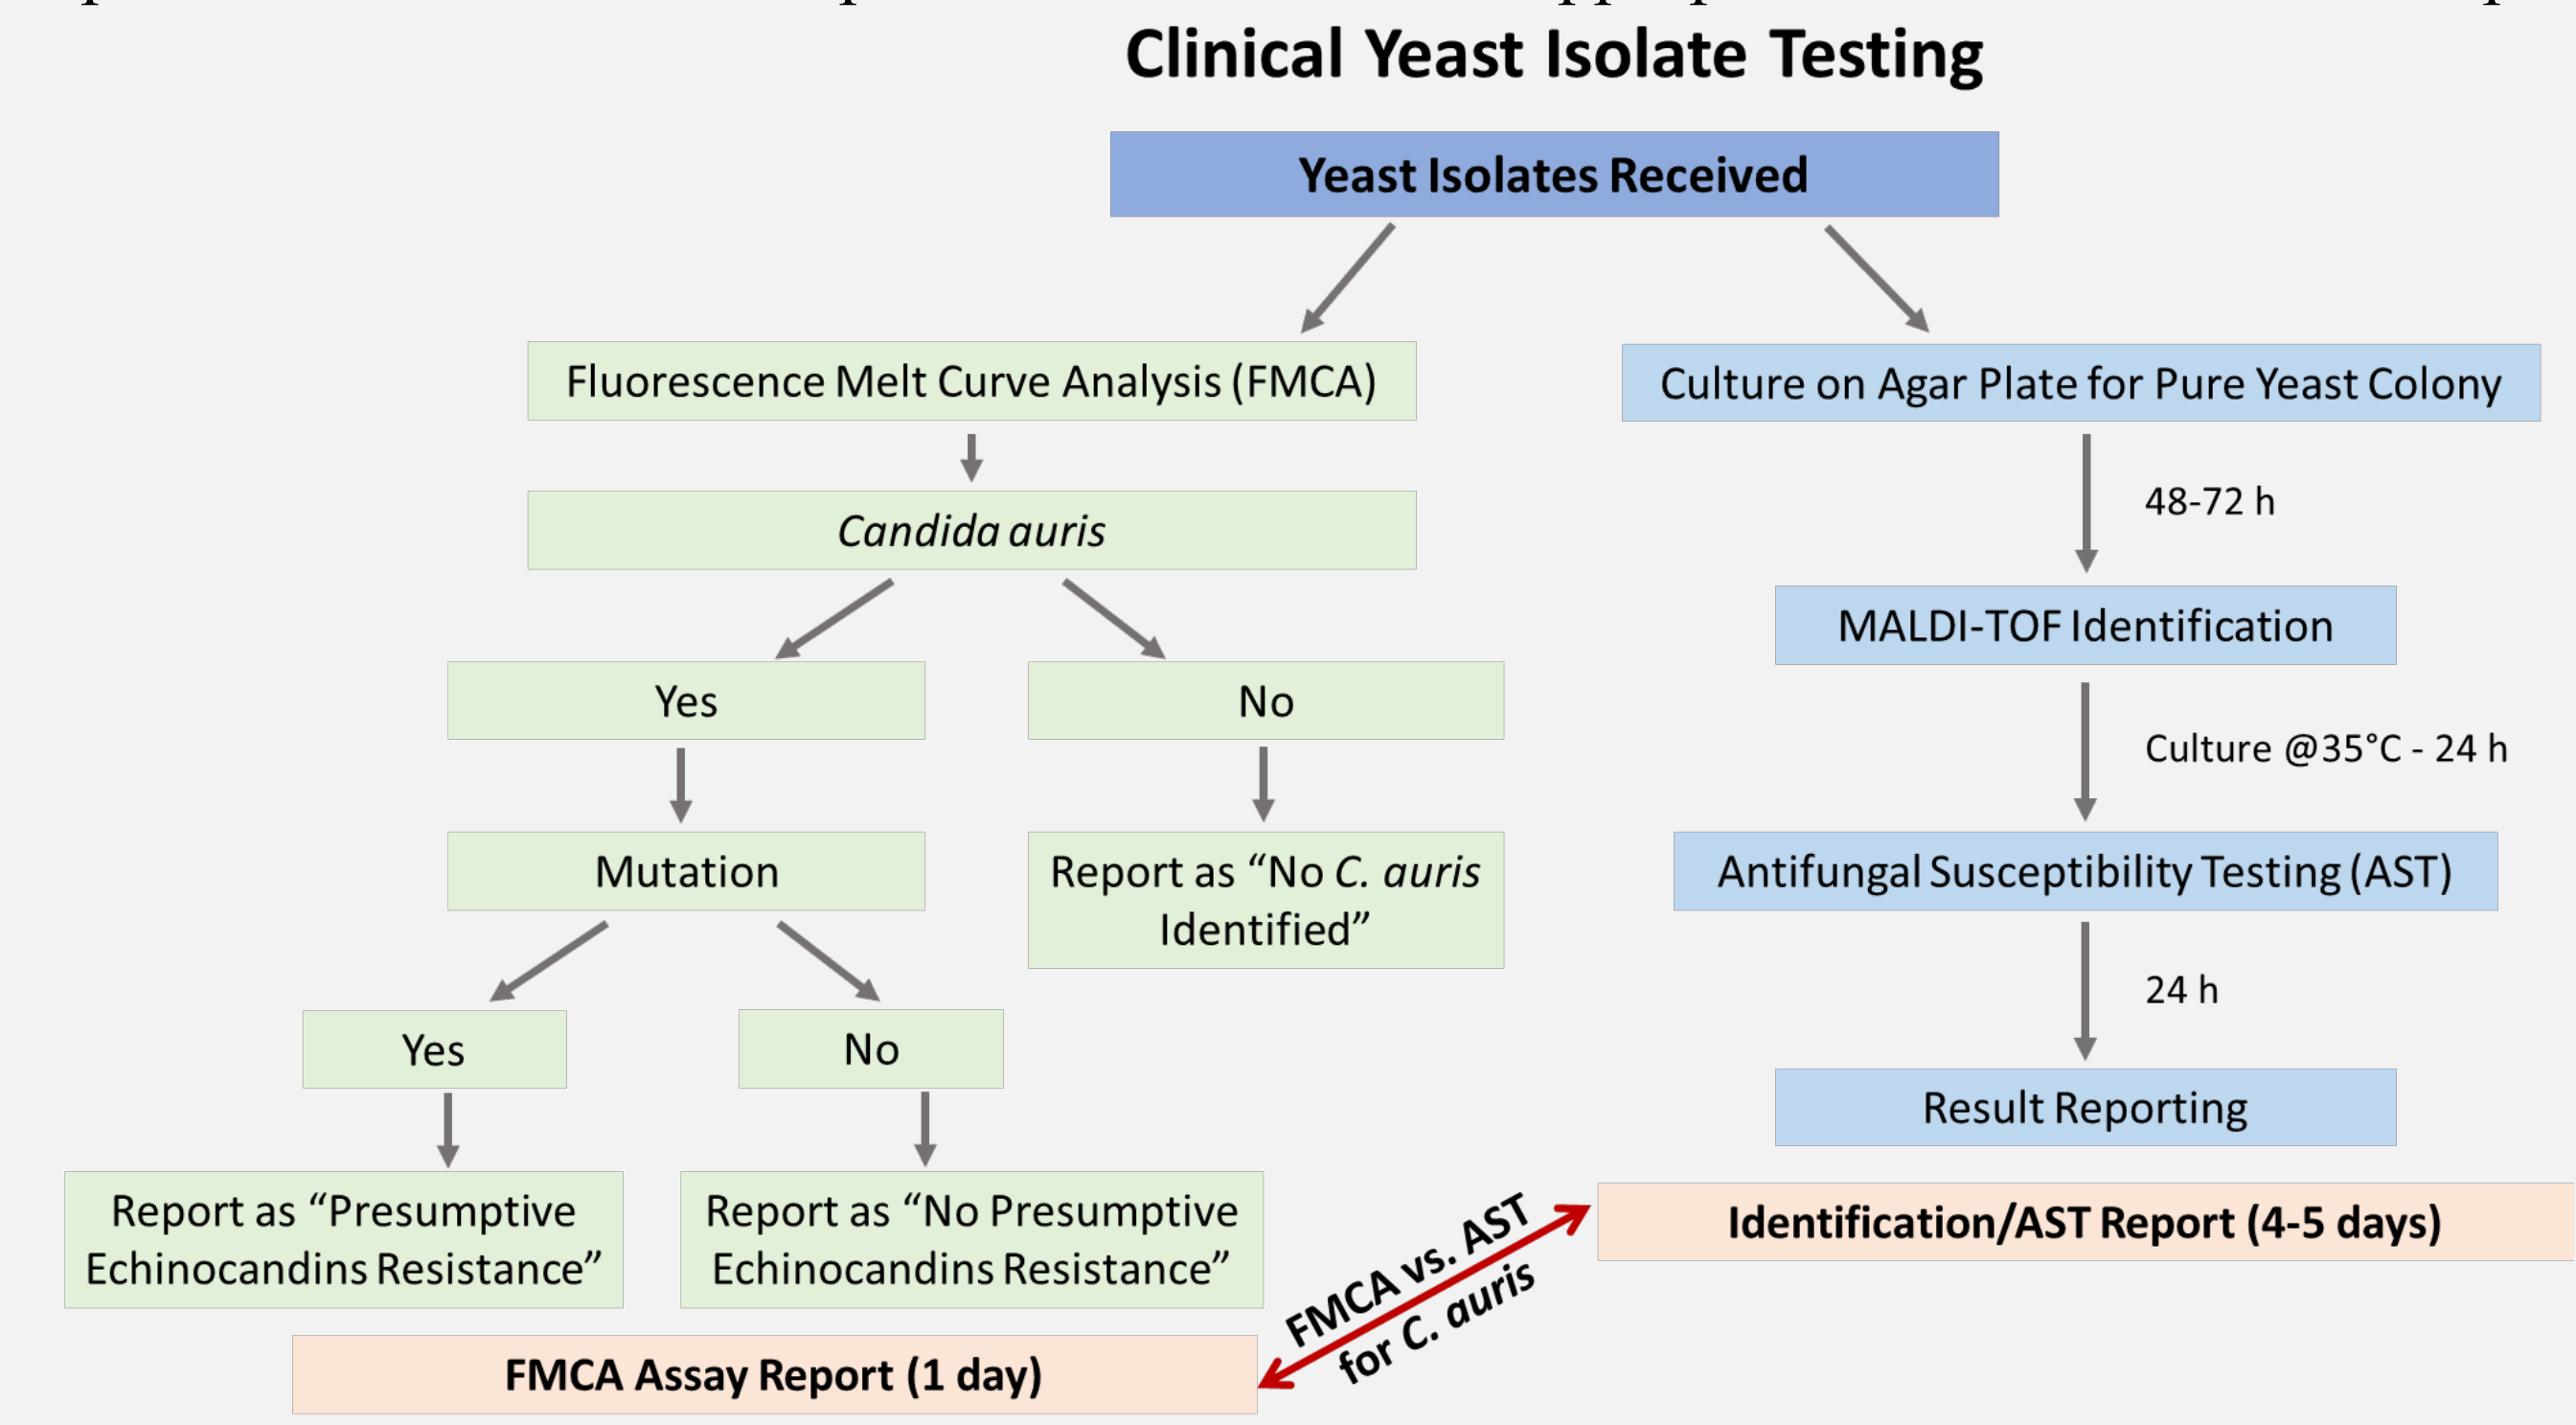 Clinical Yeast Isolate Testing
Yeast Isolates Received
Fluorescence Melt Curve Analysis (FMCA)
Candida auris
Yes
No
Mutation
Report as “No C. auris
Identified”
Yes
No
Report as “Presumptive
Echinocandins Resistance”
Report as “No Presumptive
Echinocandins Resistance”
FMCA Assay Report (1 day)
Culture on Agar Plate for Pure Yeast Colony
48-72 h
MALDI-TOF Identification
Culture @35°C - 24 h
Antifungal Susceptibility Testing (AST)
24 h
Result Reporting
Identification/AST Report (4-5 days)
FMCA vs. AST
for C. auris